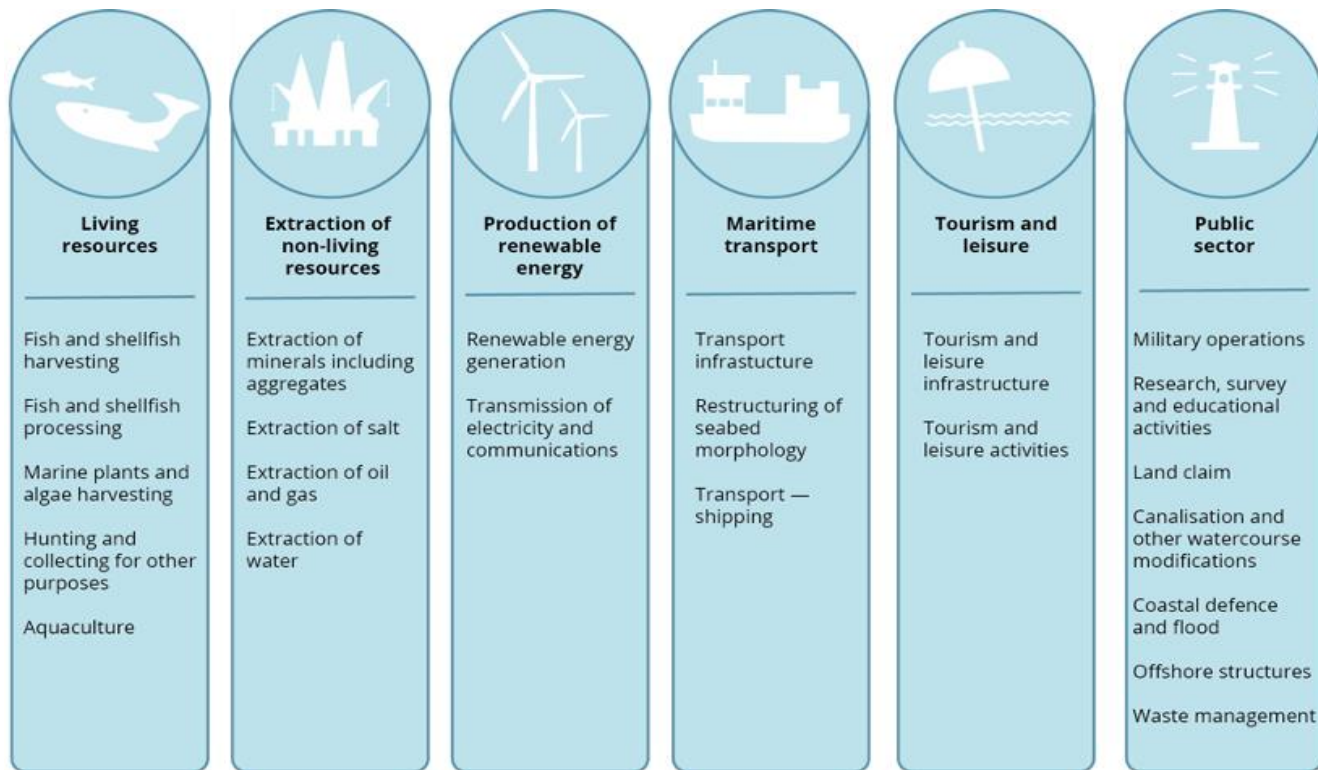 Living
resources
Fish and shellfish
harvesting
Fish and shellfish
processing
Marine plants and
algae harvesting
Hunting and
collecting for other
purposes
Aquaculture
Extraction of
non-living
resources
Extraction of
minerals including
aggregates
Extraction of salt
Extraction of oil
and gas
Extraction of
water
Production of
renewable
energy
Renewable energy
generation
Transmission of
electricity and
communications
Maritime
transport
Transport
infrastucture
Restructuring of
seabed
morphology
Transport —
shipping
Tourism and
leisure
Tourism and
leisure
infrastructure
Tourism and
leisure activities
Public
sector
Military operations
Research, survey
and educational
activities
Land claim
Canalisation and
other watercourse
modifications
Coastal defence
and flood
Offshore structures
Waste management